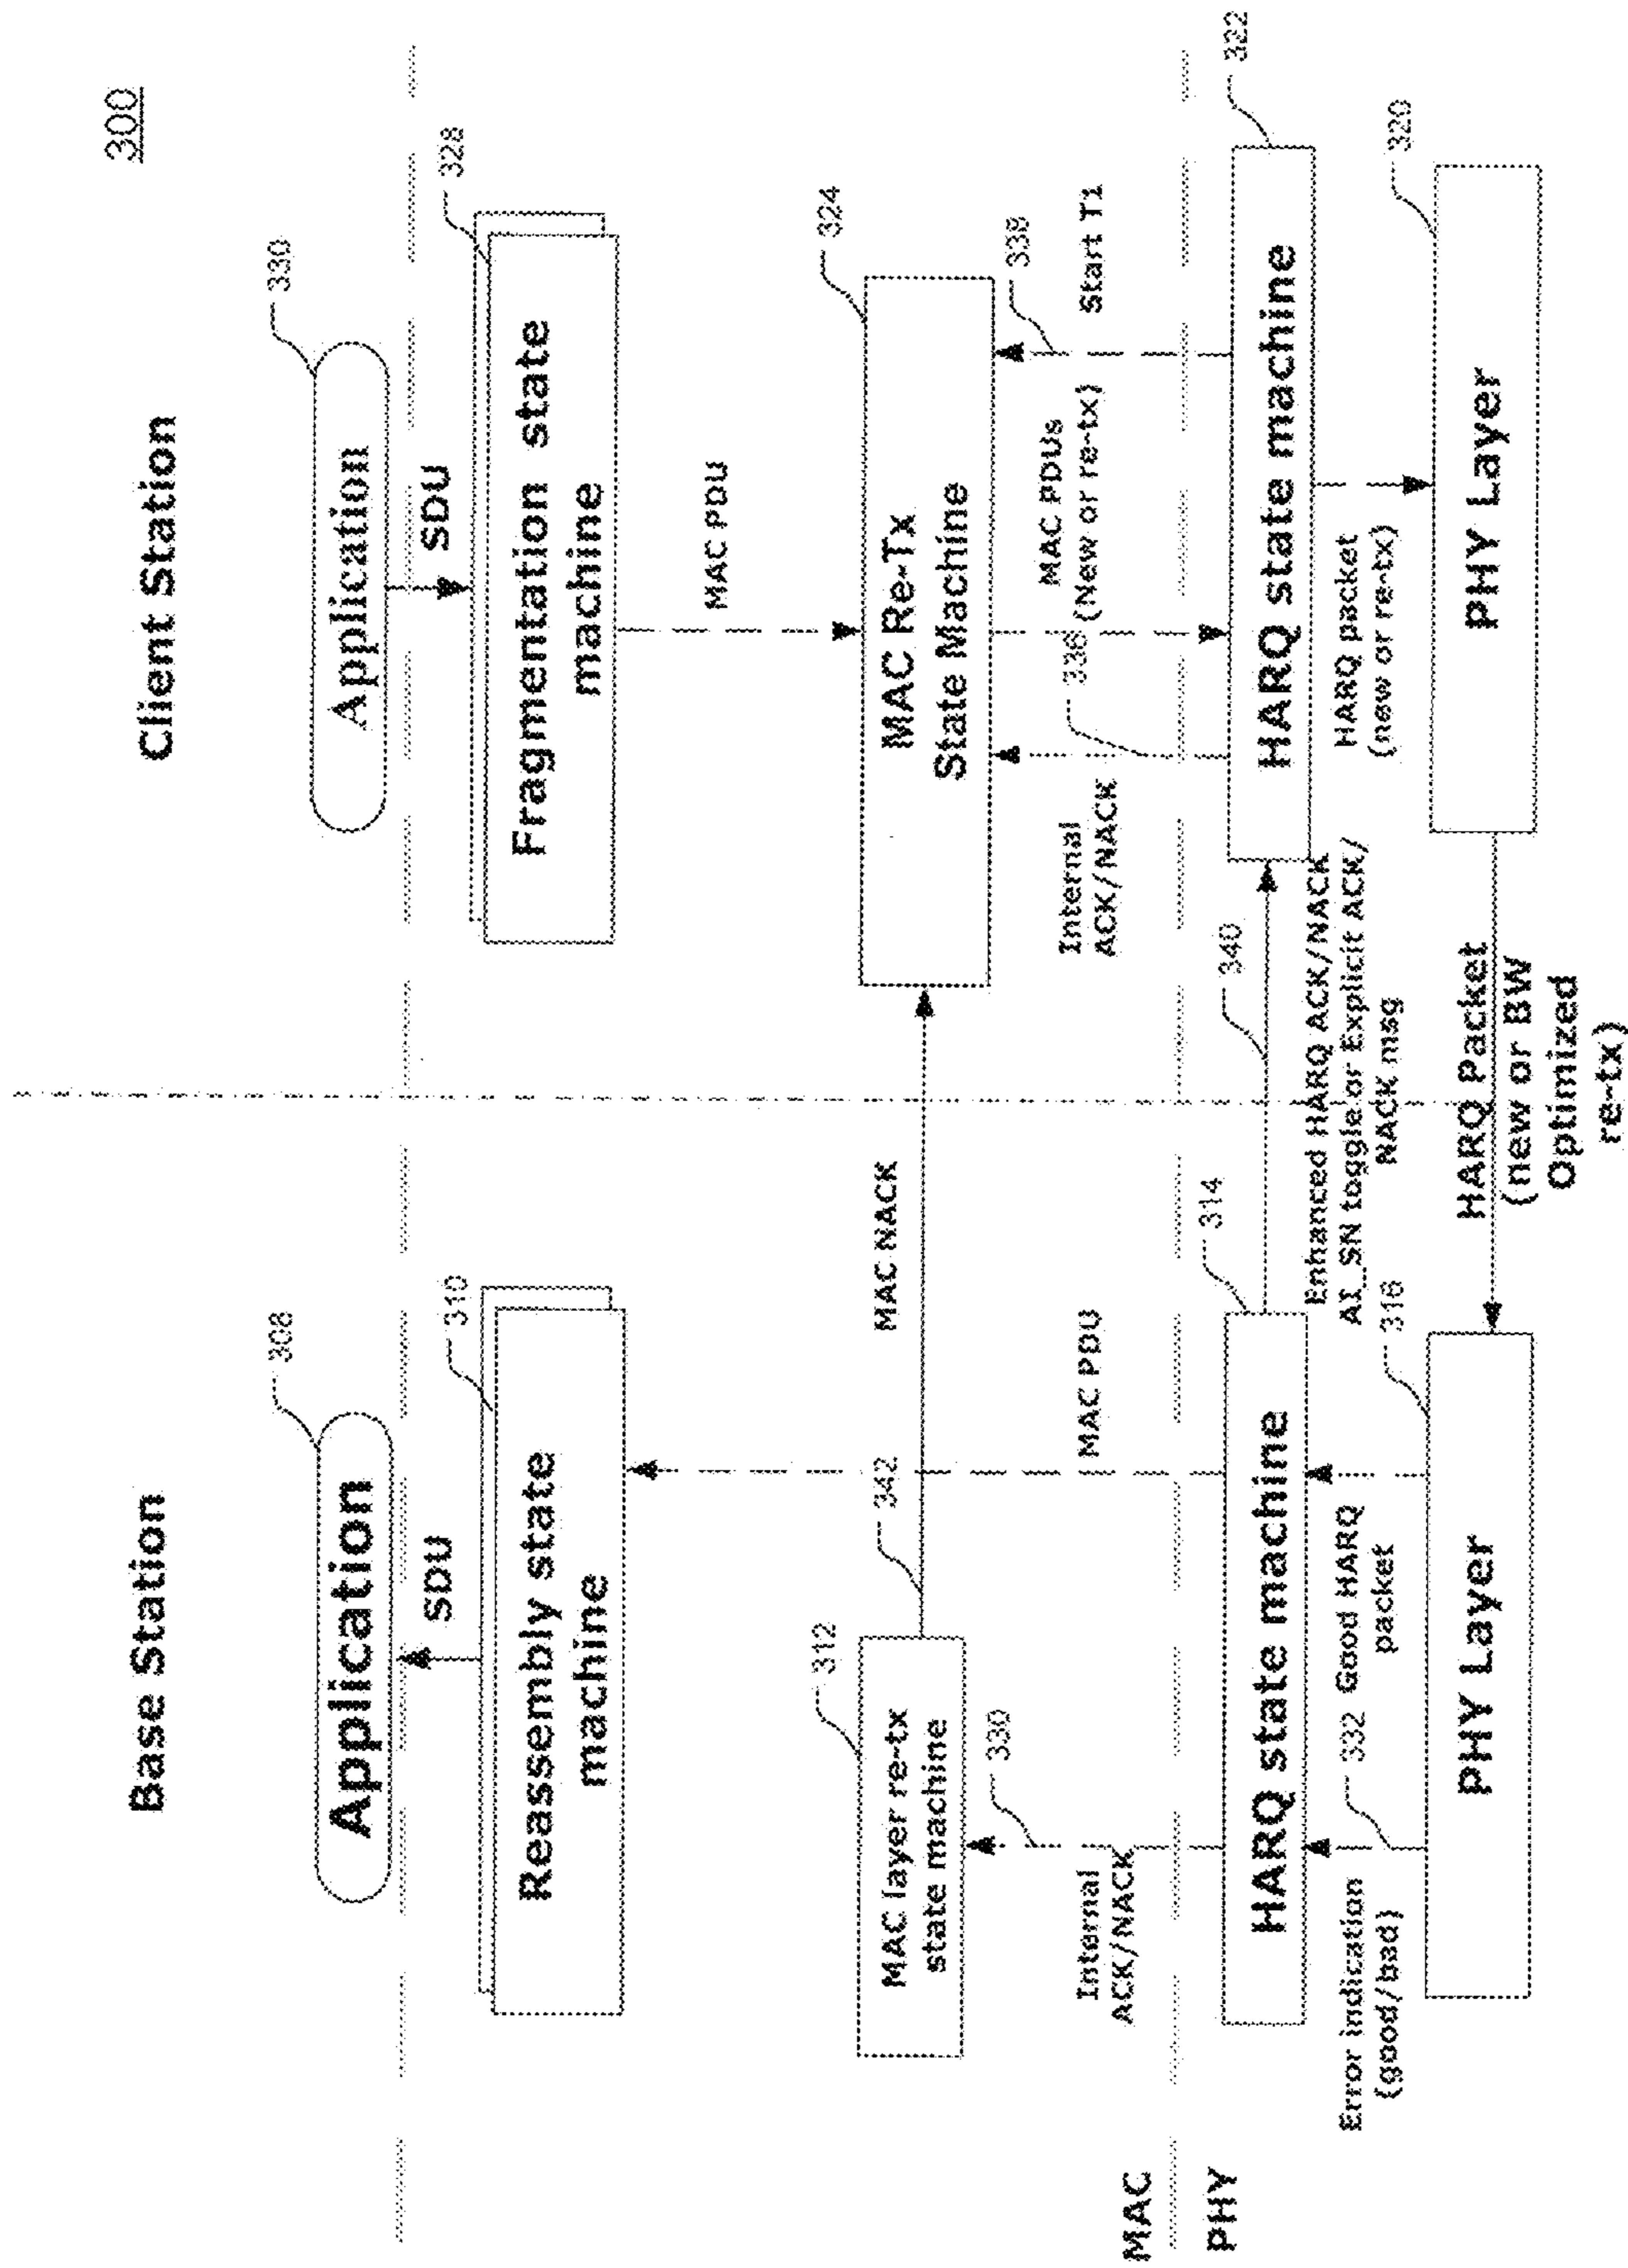 300
Base Station
Client Station
308
Application
330
Application
SDU
SDU
310
Reassembly state
machine
328
Fragmentation state
machine
MAC PDU
312
MAC layer re-tx
state machine
342
MAC NACK
324
MAC Re-Tx
State Machine
330
Internal
ACK/NACK
MAC PDU
Internal
ACK/NACK
336
MAC PDUs
(New or re-tx)
338
Start T1
MAC
PHY
314
HARQ state machine
340
322
HARQ state machine
Enhanced HARQ ACK/NACK
AI_SN toggle or Explicit ACK/
NACK msg
Error indication
(good/bad)
332
Good HARQ
packet
HARQ packet
(new or re-tx)
316
PHY Layer
320
PHY Layer
HARQ Packet
(new or BW
Optimized
re-tx)